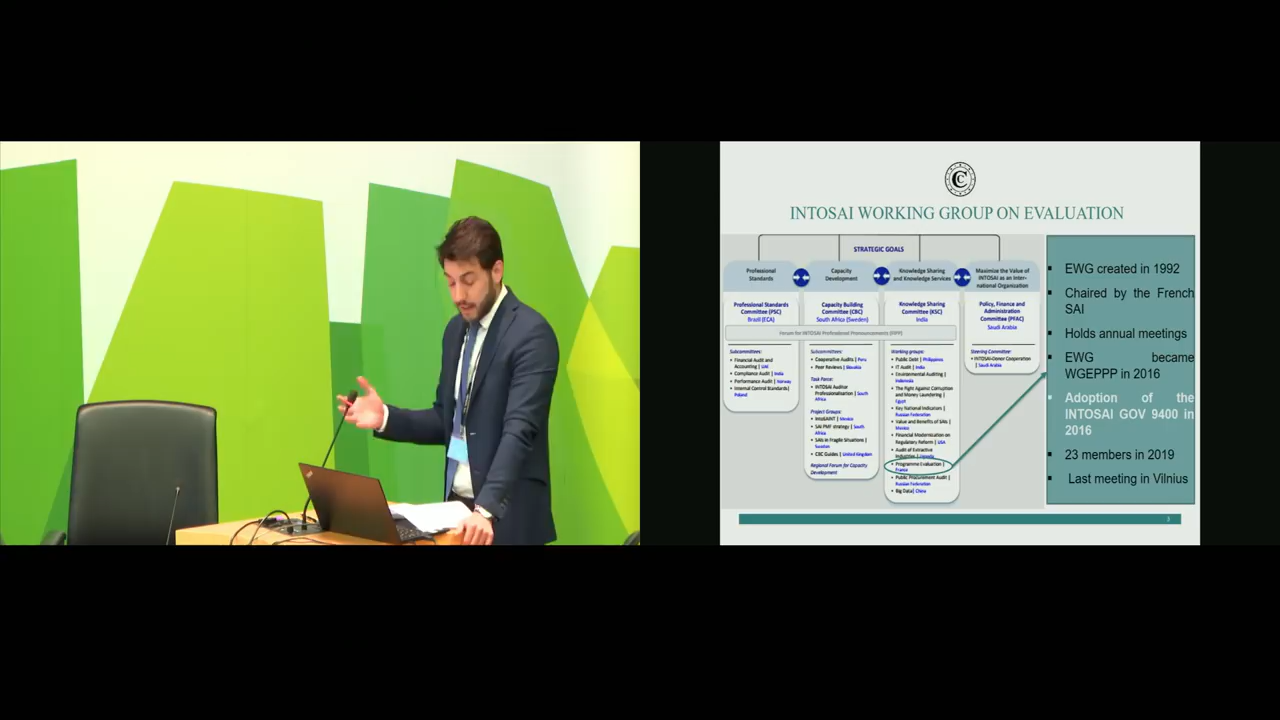 C
INTOSAI WORKING GROUP ON EVALUATION
STRATEGIC GOALS
Professional
Standards
Capacity
Development
Knowledge Sharing
and Knowledge Services
Maximize the Value of
INTOSAI as an Inter-
national Organization
Professional Standards
Committee (PSC)
Brazil (ECA)
Capacity Building
Committee (CBC)
South Africa (Sweden)
Knowledge Sharing
Committee (KSC)
India
Policy, Finance and
Administration
Committee (PFAC)
Saudi Arabia
Forum for INTOSAI Professional Pronouncements (FIPP)
Subcommittees:
• Financial Audit and
Accounting | UAE
• Compliance Audit | India
• Performance Audit | Norway
• Internal Control Standards |
Poland
Subcommittees:
• Cooperative Audits | Peru
• Peer Reviews | Slovakia
Task Force:
• INTOSAI Auditor
Professionalisation | South
Africa
Project Groups:
• IntoSAINT | Mexico
• SAI PMF strategy | South
Africa
• SAIs in Fragile Situations |
Sweden
• CBC Guides | United Kingdom
Regional Forum for Capacity
Development
Working groups:
• Public Debt | Philippines
• IT Audit | India
• Environmental Auditing |
Indonesia
• The Fight Against Corruption
and Money Laundering |
Egypt
• Key National Indicators |
Russian Federation
• Value and Benefits of SAIs |
Mexico
• Financial Modernisation and
Regulatory Reform | USA
• Audit of Extractive
Industries | Uganda
• Programme Evaluation |
France
• Public Procurement Audit |
Russian Federation
• Big Data | China
Steering Committee:
• INTOSAI-Donor Cooperation
| Saudi Arabia
▪ EWG created in 1992
▪ Chaired by the French
SAI
▪ Holds annual meetings
▪ EWG became
WGEPPP in 2016
▪ Adoption of the
INTOSAI GOV 9400 in
2016
▪ 23 members in 2019
▪ Last meeting in Vilnius